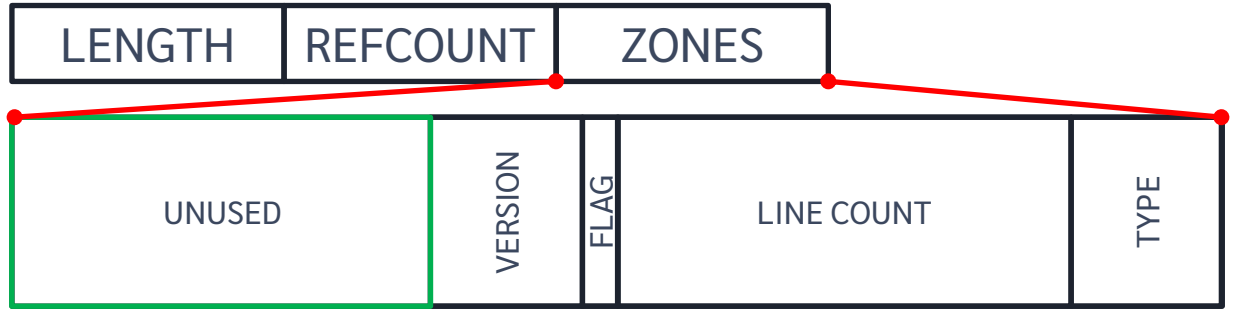 LENGTH REFCOUNT ZONES
UNUSED VERSION FLAG LINE COUNT TYPE